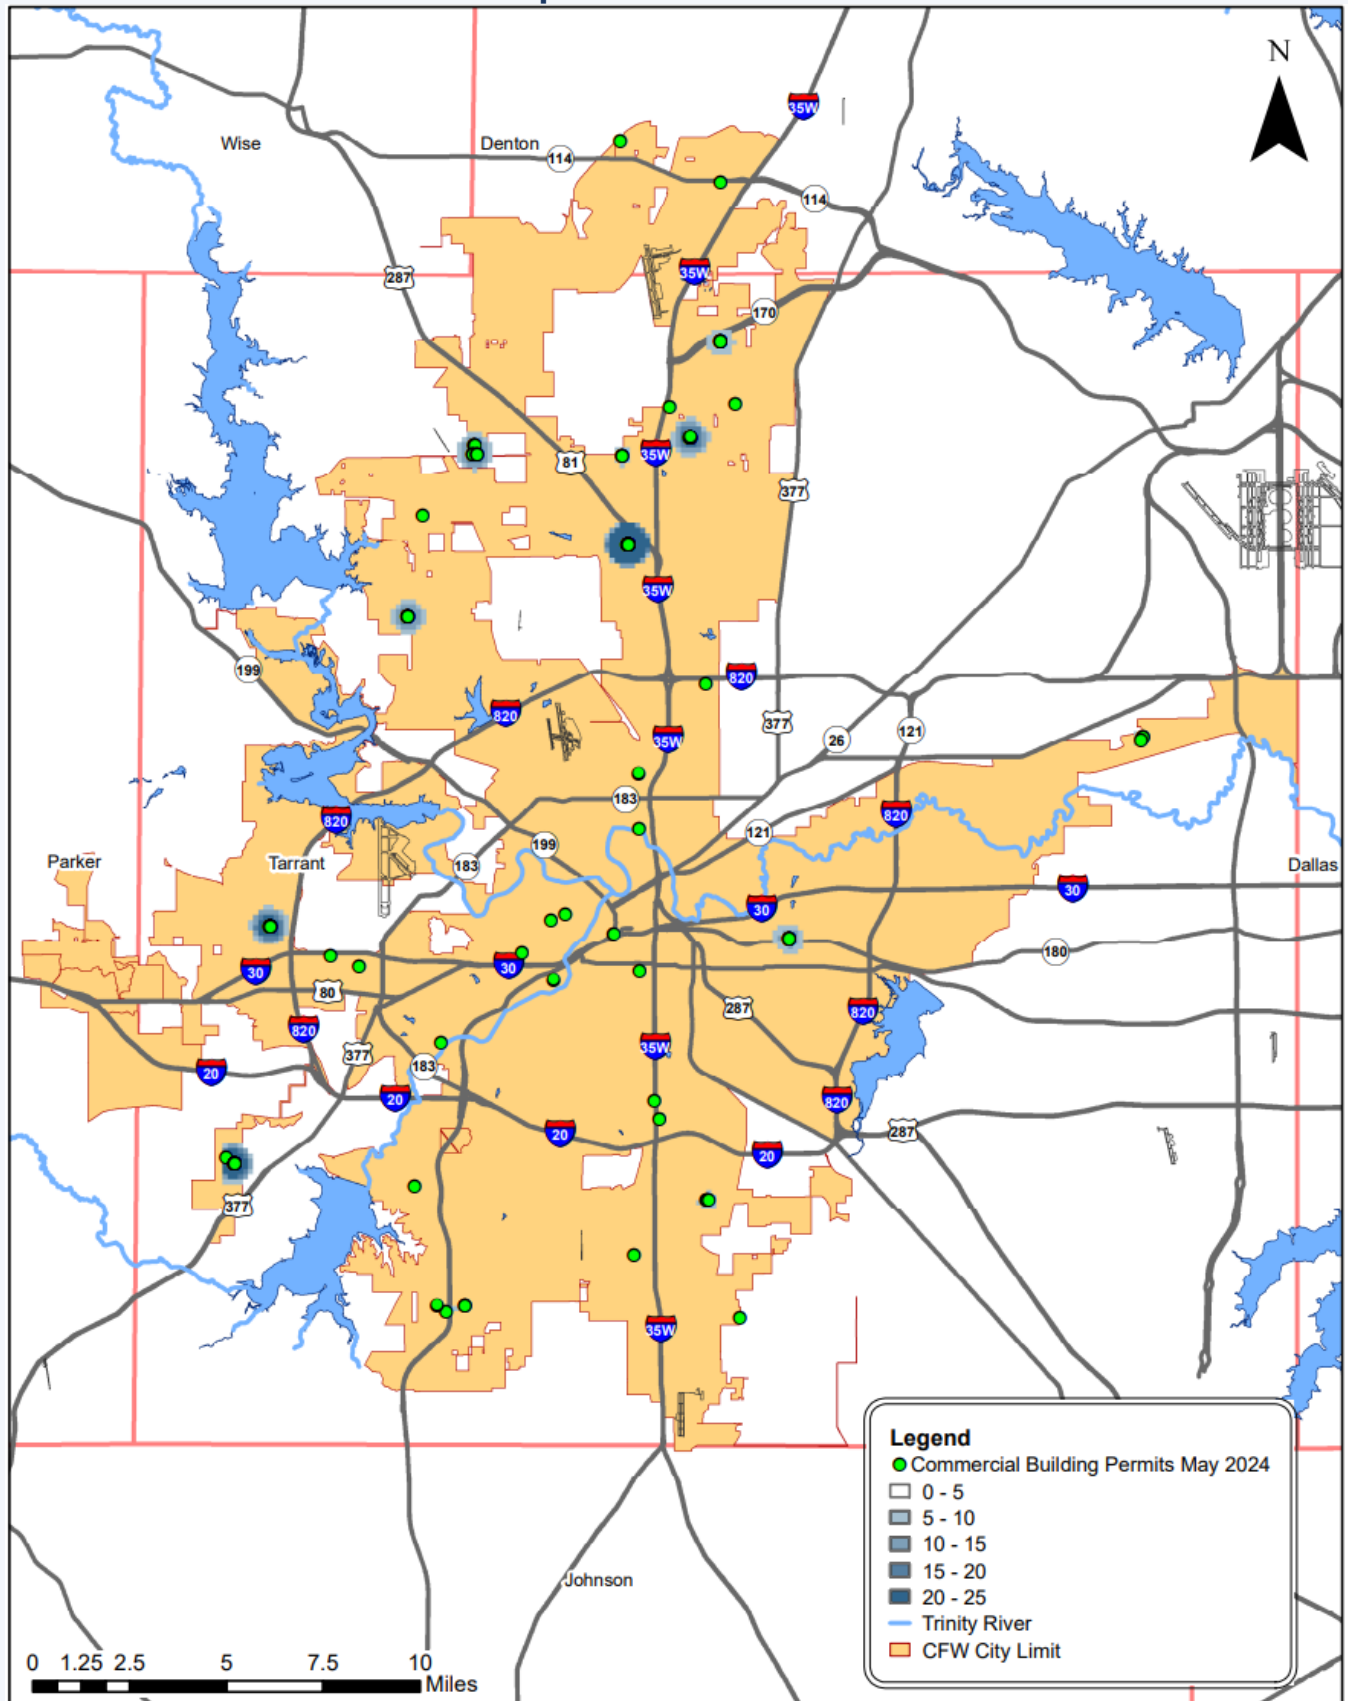 N
35W
Wise
Denton
114
114
287
35W
170
81
35W
377
35W
199
820
820
377
26
121
35W
183
820
820
121
199
183
Parker
Tarrant
Dallas
30
30
180
30
30
80
287
820
820
377
35W
183
20
20
820
20
287
20
377
35W
Legend
Commercial Building Permits May 2024
0 - 5
5 - 10
10 - 15
15 - 20
20 - 25
Trinity River
CFW City Limit
Johnson
0 1.25 2.5 5 7.5 10
Miles